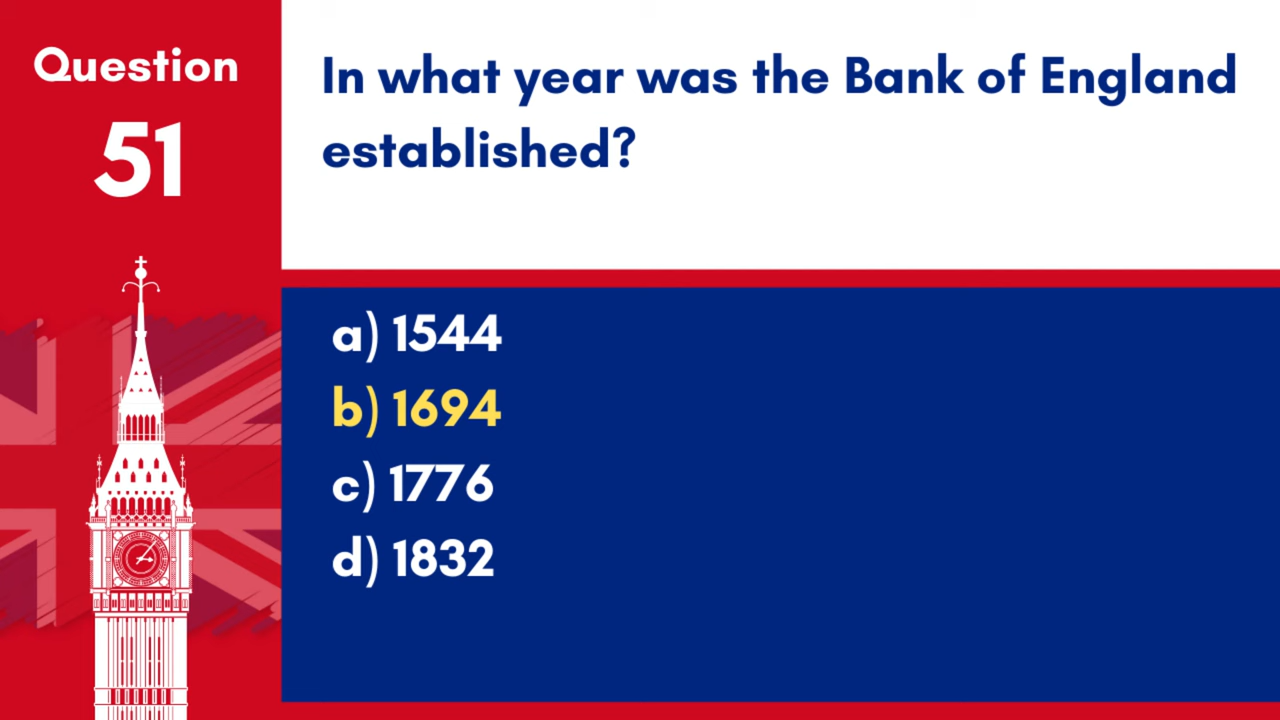 Question
51
In what year was the Bank of England
established?
a) 1544
b) 1694
c) 1776
d) 1832